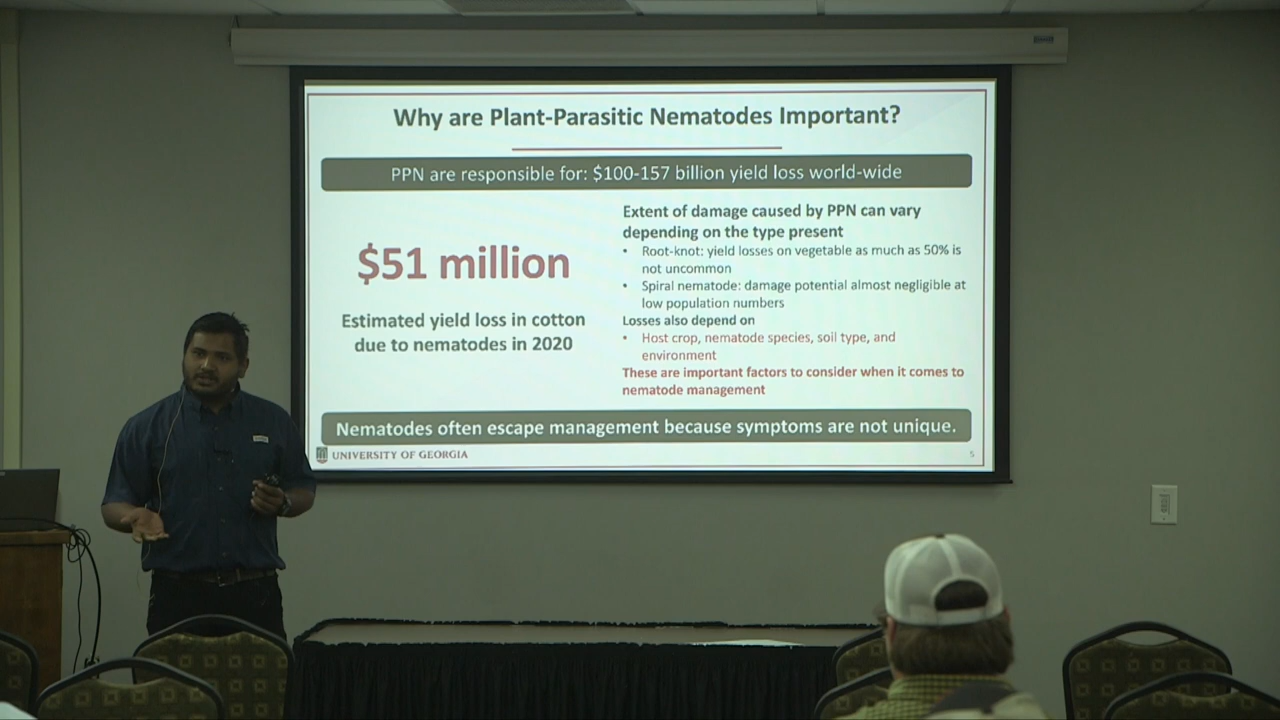 Why are Plant-Parasitic Nematodes Important?
PPN are responsible for: $100-157 billion yield loss world-wide
$51 million
Estimated yield loss in cotton
due to nematodes in 2020
Extent of damage caused by PPN can vary
depending on the type present
• Root-knot: yield losses on vegetable as much as 50% is
not uncommon
• Spiral nematode: damage potential almost negligible at
low population numbers
Losses also depend on
• Host crop, nematode species, soil type, and
environment
These are important factors to consider when it comes to
nematode management
Nematodes often escape management because symptoms are not unique.
UNIVERSITY OF GEORGIA
5